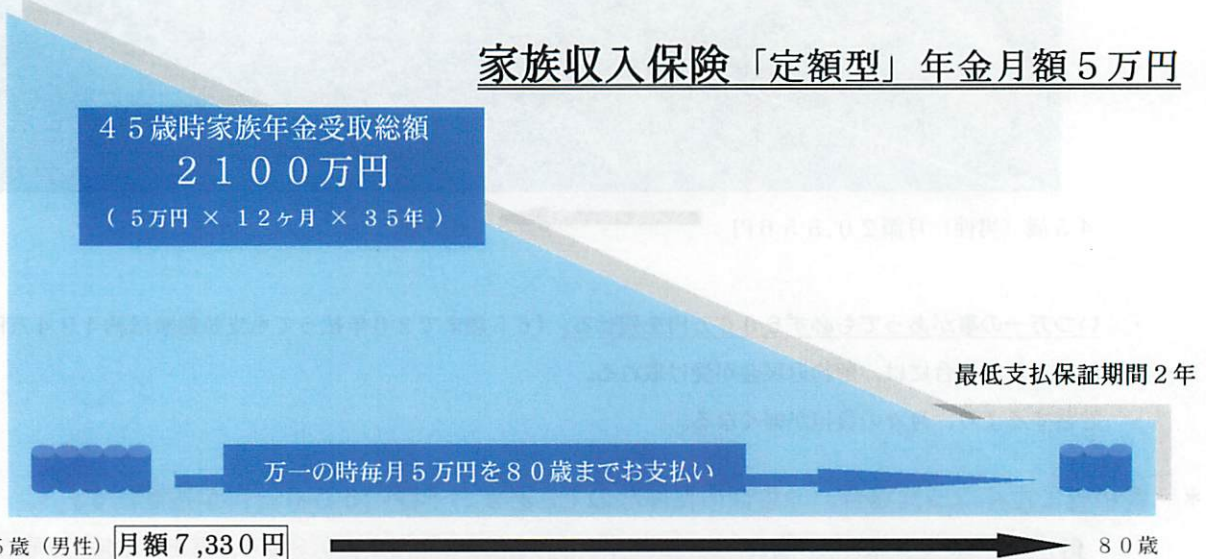 家族収入保険「定額型」年金月額5万円
45歳時家族年金受取総額
2100万円
( 5万円 × 12ヶ月 × 35年 )
最低支払保証期間2年
万一の時毎月5万円を80歳までお支払い
5歳(男性) 月額7,330円
80歳